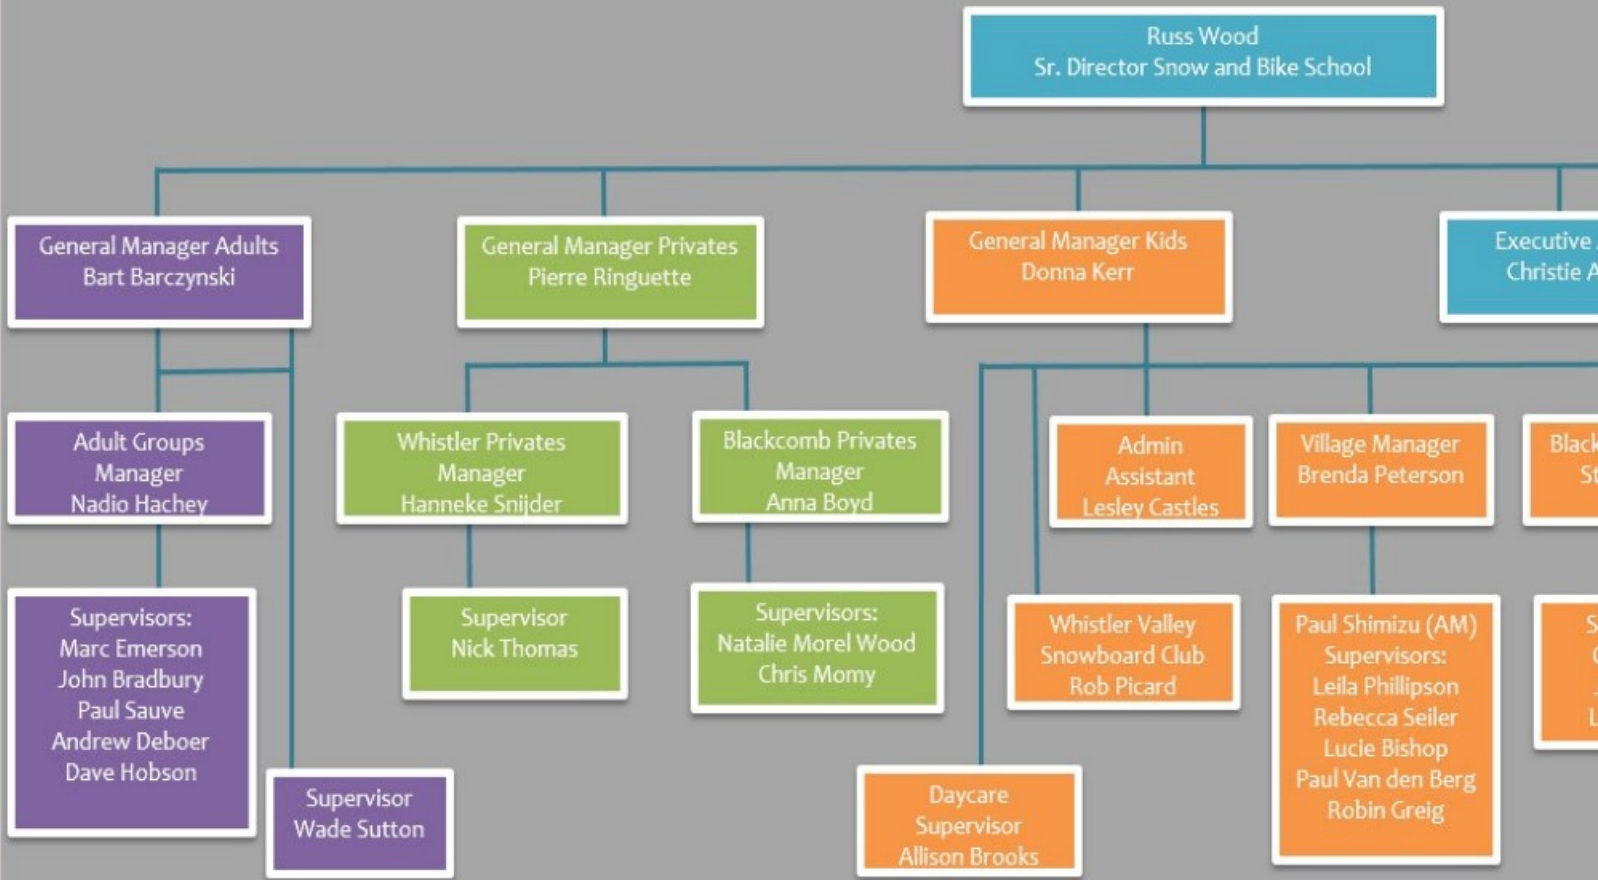 Russ Wood
Sr. Director Snow and Bike School
General Manager Adults
Bart Barczynski
General Manager Privates
Pierre Ringuette
General Manager Kids
Donna Kerr
Executive
Christie A
Adult Groups
Manager
Nadio Hachey
Whistler Privates
Manager
Hanneke Snijder
Blackcomb Privates
Manager
Anna Boyd
Admin
Assistant
Lesley Castles
Village Manager
Brenda Peterson
Black
St
Supervisors:
Marc Emerson
John Bradbury
Paul Sauve
Andrew Deboer
Dave Hobson
Supervisor
Wade Sutton
Supervisor
Nick Thomas
Supervisors:
Natalie Morel Wood
Chris Momy
Daycare
Supervisor
Allison Brooks
Whistler Valley
Snowboard Club
Rob Picard
Paul Shimizu (AM)
Supervisors:
Leila Phillipson
Rebecca Seiler
Lucie Bishop
Paul Van den Berg
Robin Greig
S
L